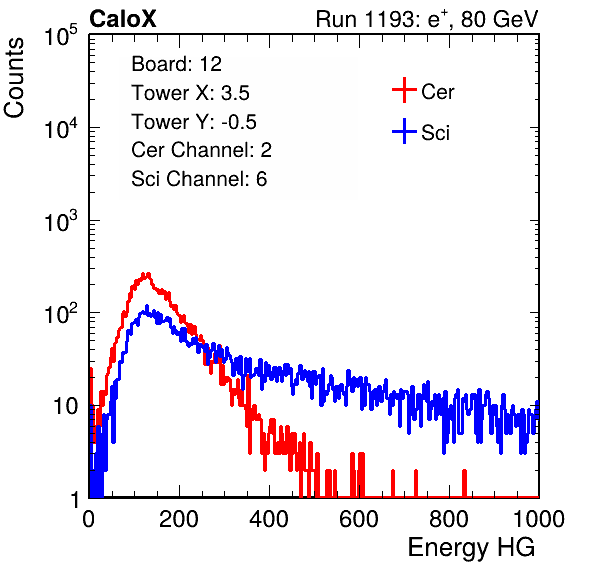 CaloX Run 1193: e⁺, 80 GeV
Counts
10⁵
10⁴
10³
10²
10
1
Board: 12
Tower X: 3.5
Tower Y: -0.5
Cer Channel: 2
Sci Channel: 6
Cer
Sci
0 200 400 600 800 1000
Energy HG